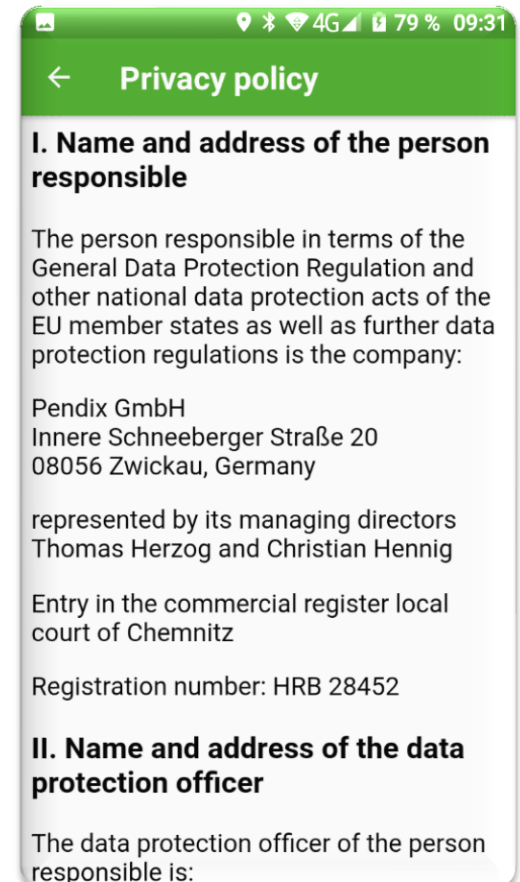 4G 79 % 09:31
Privacy policy
I. Name and address of the person
responsible
The person responsible in terms of the
General Data Protection Regulation and
other national data protection acts of the
EU member states as well as further data
protection regulations is the company:
Pendix GmbH
Innere Schneeberger Straße 20
08056 Zwickau, Germany
represented by its managing directors
Thomas Herzog and Christian Hennig
Entry in the commercial register local
court of Chemnitz
Registration number: HRB 28452
II. Name and address of the data
protection officer
The data protection officer of the person
responsible is: